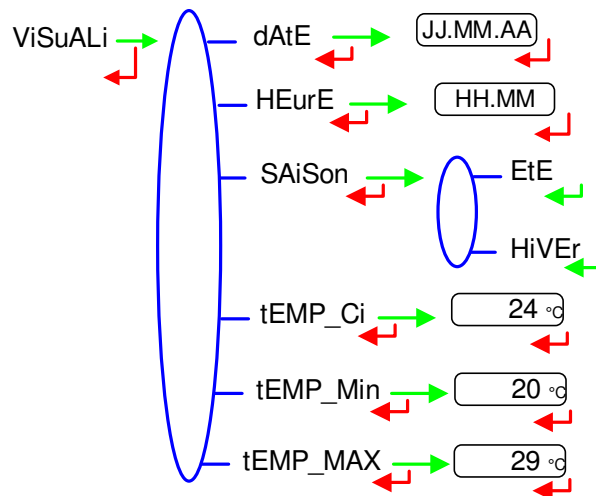 ViSuALi
dAtE
JJ.MM.AA
HEurE
HH.MM
SAiSon
EtE
HiVEr
tEMP_Ci
24 °C
tEMP_Min
20 °C
tEMP_MAX
29 °C